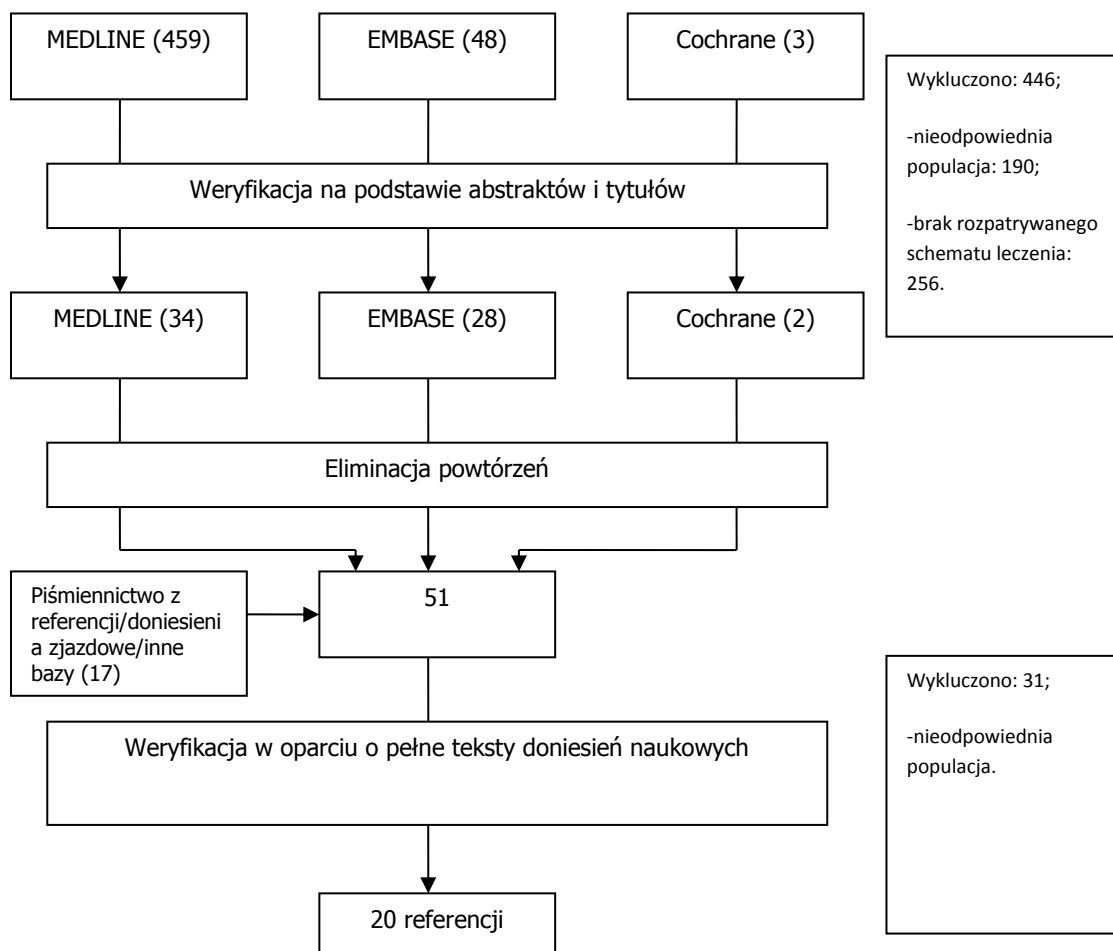 MEDLINE (459)
EMBASE (48)
Cochrane (3)
Wykluczono: 446;
-nieodpowiednia
populacja: 190;
-brak rozpatrywanego
schematu leczenia:
256.
Weryfikacja na podstawie abstraktów i tytułów
MEDLINE (34)
EMBASE (28)
Cochrane (2)
Eliminacja powtórzeń
Piśmiennictwo z
referencji/doniesieni
a zjazdowe/inne
bazy (17)
51
Wykluczono: 31;
-nieodpowiednia
populacja.
Weryfikacja w oparciu o pełne teksty doniesień naukowych
20 referencji